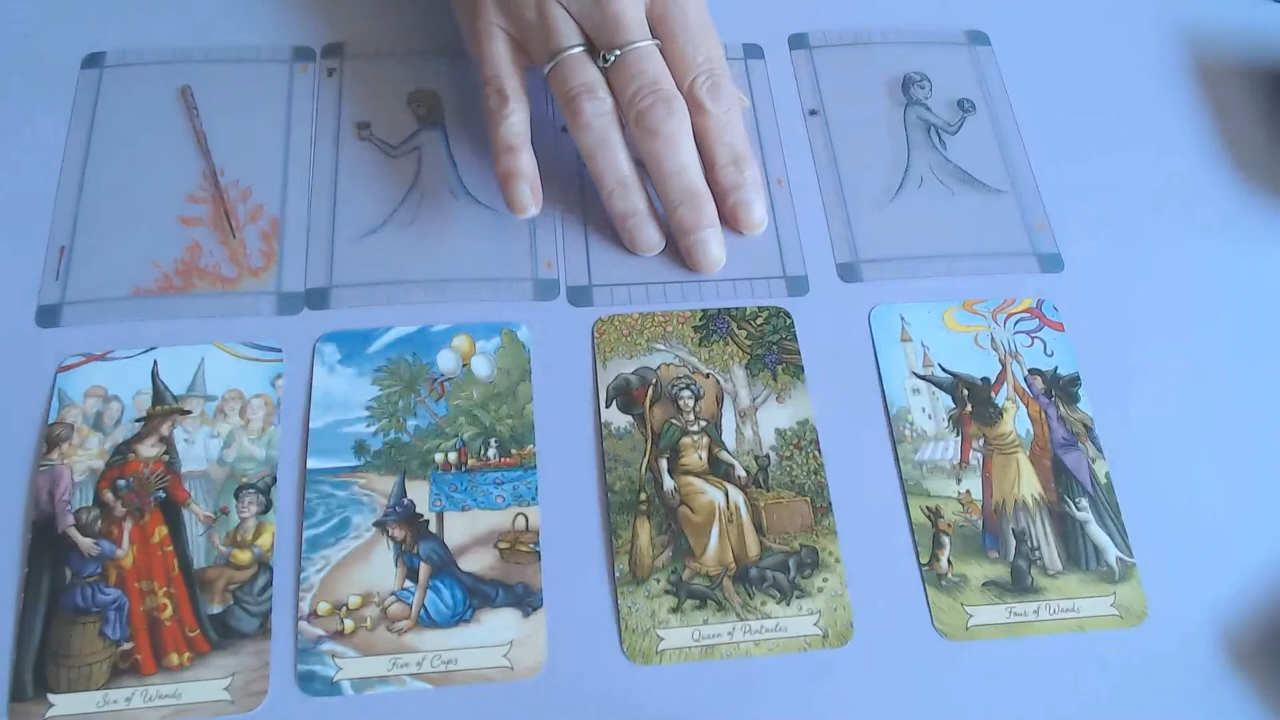 Six of Wands
Five of Cups
Queen of Pentacles
Four of Wands